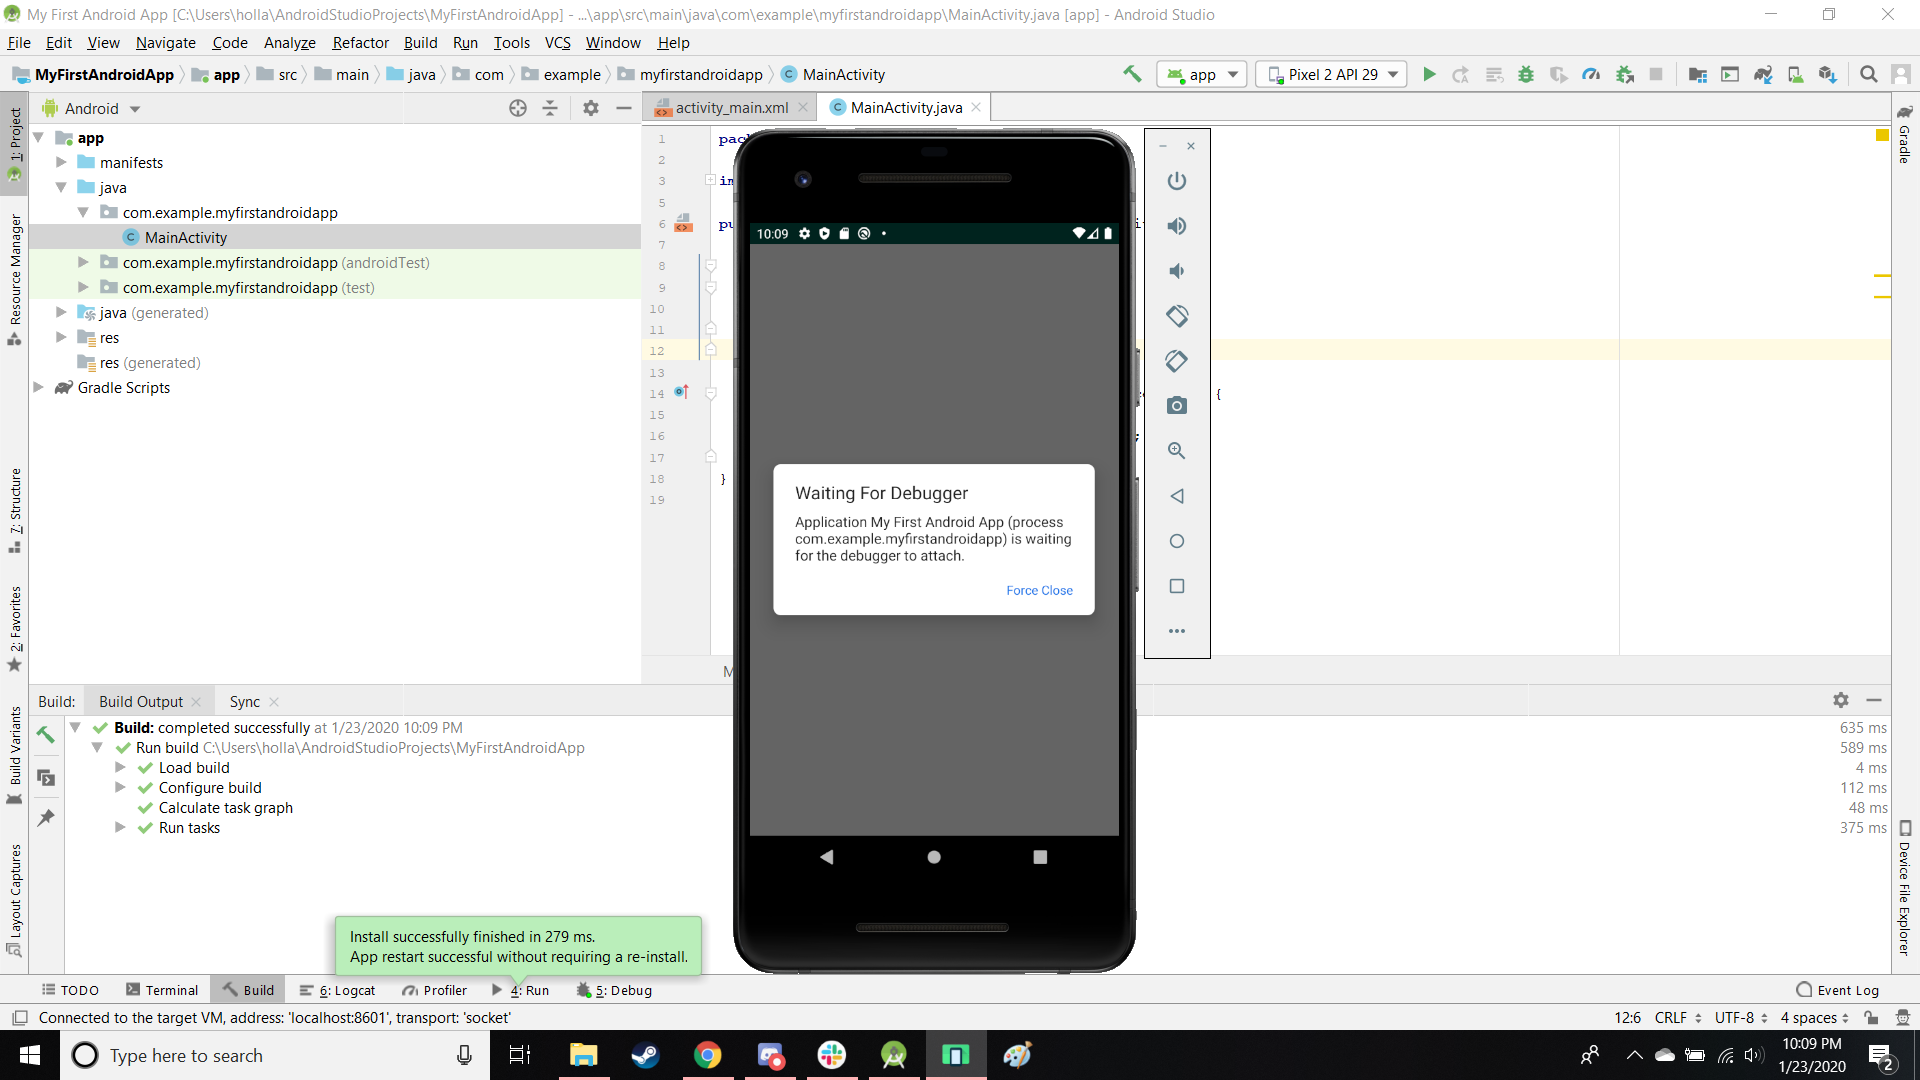 My First Android App [C:\Users\holla\AndroidStudioProjects\MyFirstAndroidApp] - ...\app\src\main\java\com\example\myfirstandroidapp\MainActivity.java [app] - Android Studio
File Edit View Navigate Code Analyze Refactor Build Run Tools VCS Window Help
MyFirstAndroidApp app src main java com example myfirstandroidapp MainActivity app Pixel 2 API 29
1: Project
Resource Manager
7: Structure
2: Favorites
Build Variants
Layout Captures
Android
app
manifests
java
com.example.myfirstandroidapp
MainActivity
com.example.myfirstandroidapp (androidTest)
com.example.myfirstandroidapp (test)
java (generated)
res
res (generated)
Gradle Scripts
activity_main.xml MainActivity.java
1 pac
2
3 im
5
6 pu
7
8
9
10
11
12
13
14 {
15
16 ;
17
18 }
19
10:09
Waiting For Debugger
Application My First Android App (process
com.example.myfirstandroidapp) is waiting
for the debugger to attach.
Force Close
Gradle
Device File Explorer
Build: Build Output Sync
Build: completed successfully at 1/23/2020 10:09 PM 635 ms
Run build C:\Users\holla\AndroidStudioProjects\MyFirstAndroidApp 589 ms
Load build 4 ms
Configure build 112 ms
Calculate task graph 48 ms
Run tasks 375 ms
Install successfully finished in 279 ms.
App restart successful without requiring a re-install.
TODO Terminal Build 6: Logcat Profiler 4: Run 5: Debug Event Log
Connected to the target VM, address: 'localhost:8601', transport: 'socket' 12:6 CRLF UTF-8 4 spaces
Type here to search
10:09 PM
1/23/2020
2